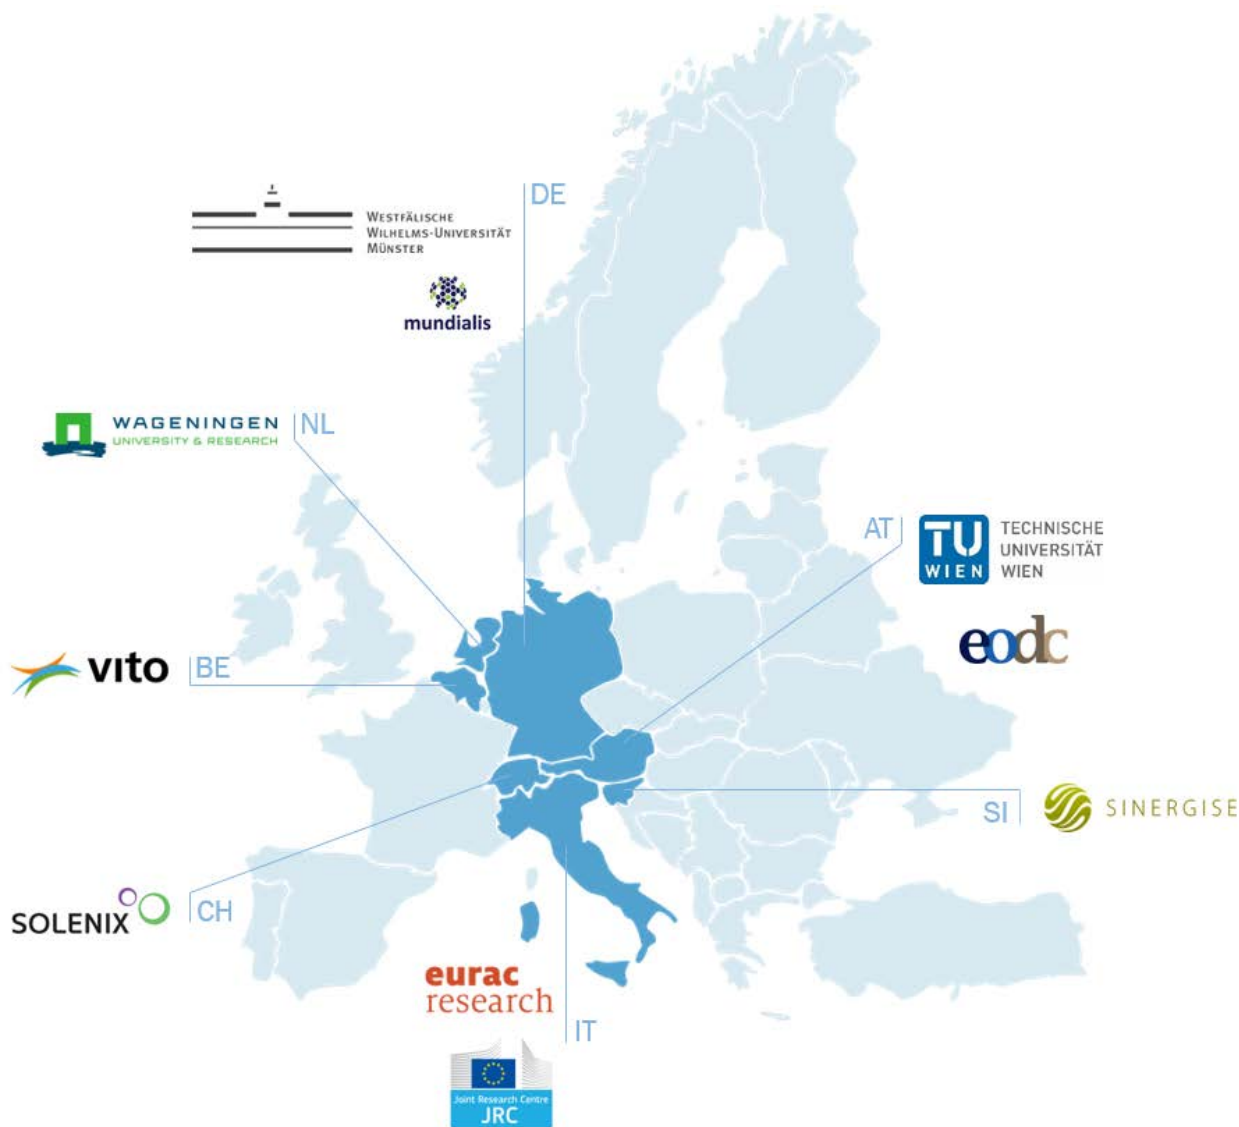 DE
WESTFÄLISCHE
WILHELMS-UNIVERSITÄT
MÜNSTER
mundialis
WAGENINGEN
UNIVERSITY & RESEARCH
NL
AT
TU
WIEN
TECHNISCHE
UNIVERSITÄT
WIEN
eodc
vito
BE
SI
SINERGISE
SOLENIX
CH
eurac
research
IT
Joint Research Centre
JRC